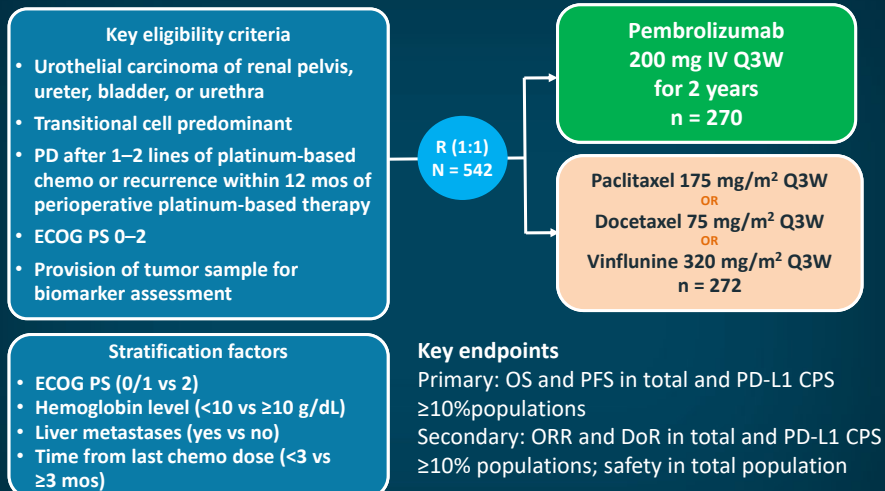 Key eligibility criteria
• Urothelial carcinoma of renal pelvis,
ureter, bladder, or urethra
• Transitional cell predominant
• PD after 1–2 lines of platinum-based
chemo or recurrence within 12 mos of
perioperative platinum-based therapy
• ECOG PS 0–2
• Provision of tumor sample for
biomarker assessment
R (1:1)
N = 542
Pembrolizumab
200 mg IV Q3W
for 2 years
n = 270
Paclitaxel 175 mg/m² Q3W
OR
Docetaxel 75 mg/m² Q3W
OR
Vinflunine 320 mg/m² Q3W
n = 272
Stratification factors
• ECOG PS (0/1 vs 2)
• Hemoglobin level (<10 vs ≥10 g/dL)
• Liver metastases (yes vs no)
• Time from last chemo dose (<3 vs
≥3 mos)
Key endpoints
Primary: OS and PFS in total and PD-L1 CPS
≥10%populations
Secondary: ORR and DoR in total and PD-L1 CPS
≥10% populations; safety in total population